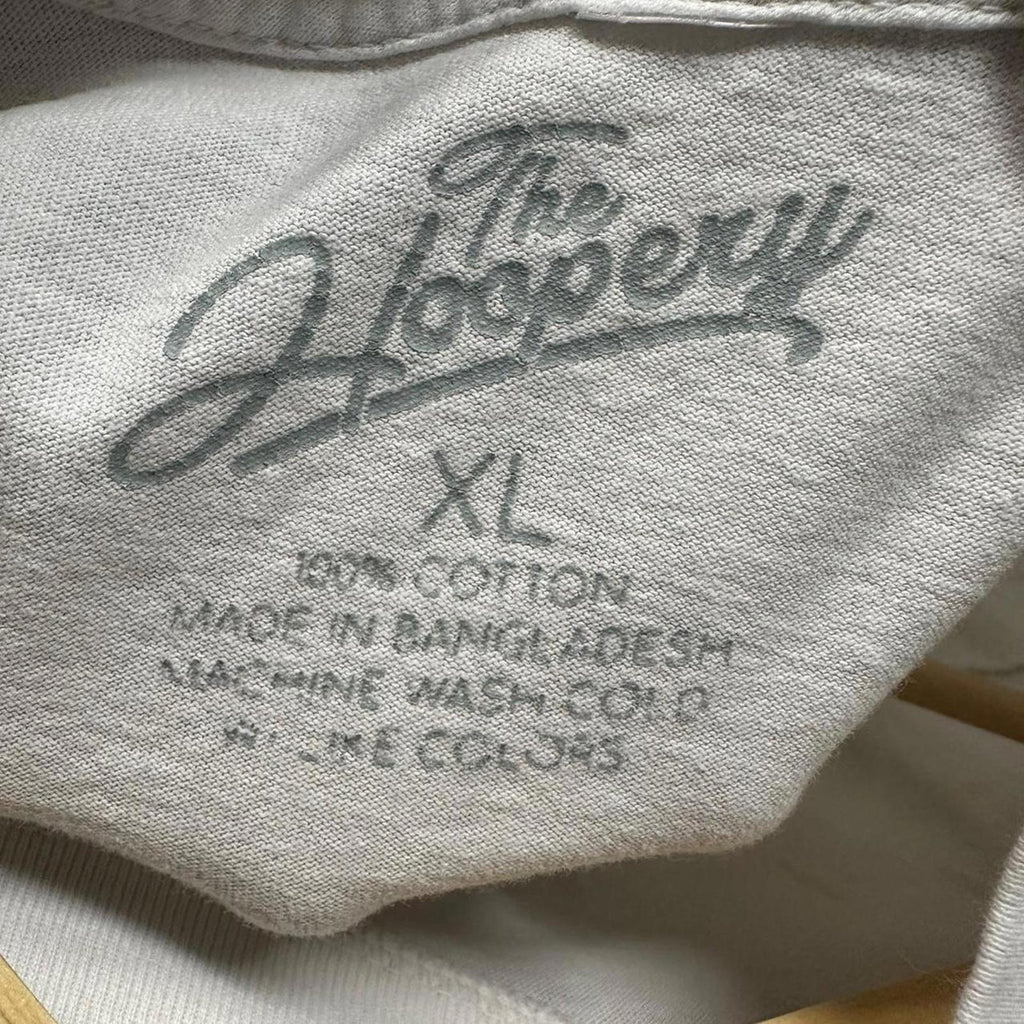 The
Hoopery
XL
100% COTTON
MADE IN BANGLADESH
MACHINE WASH COLD
W/ LIKE COLORS